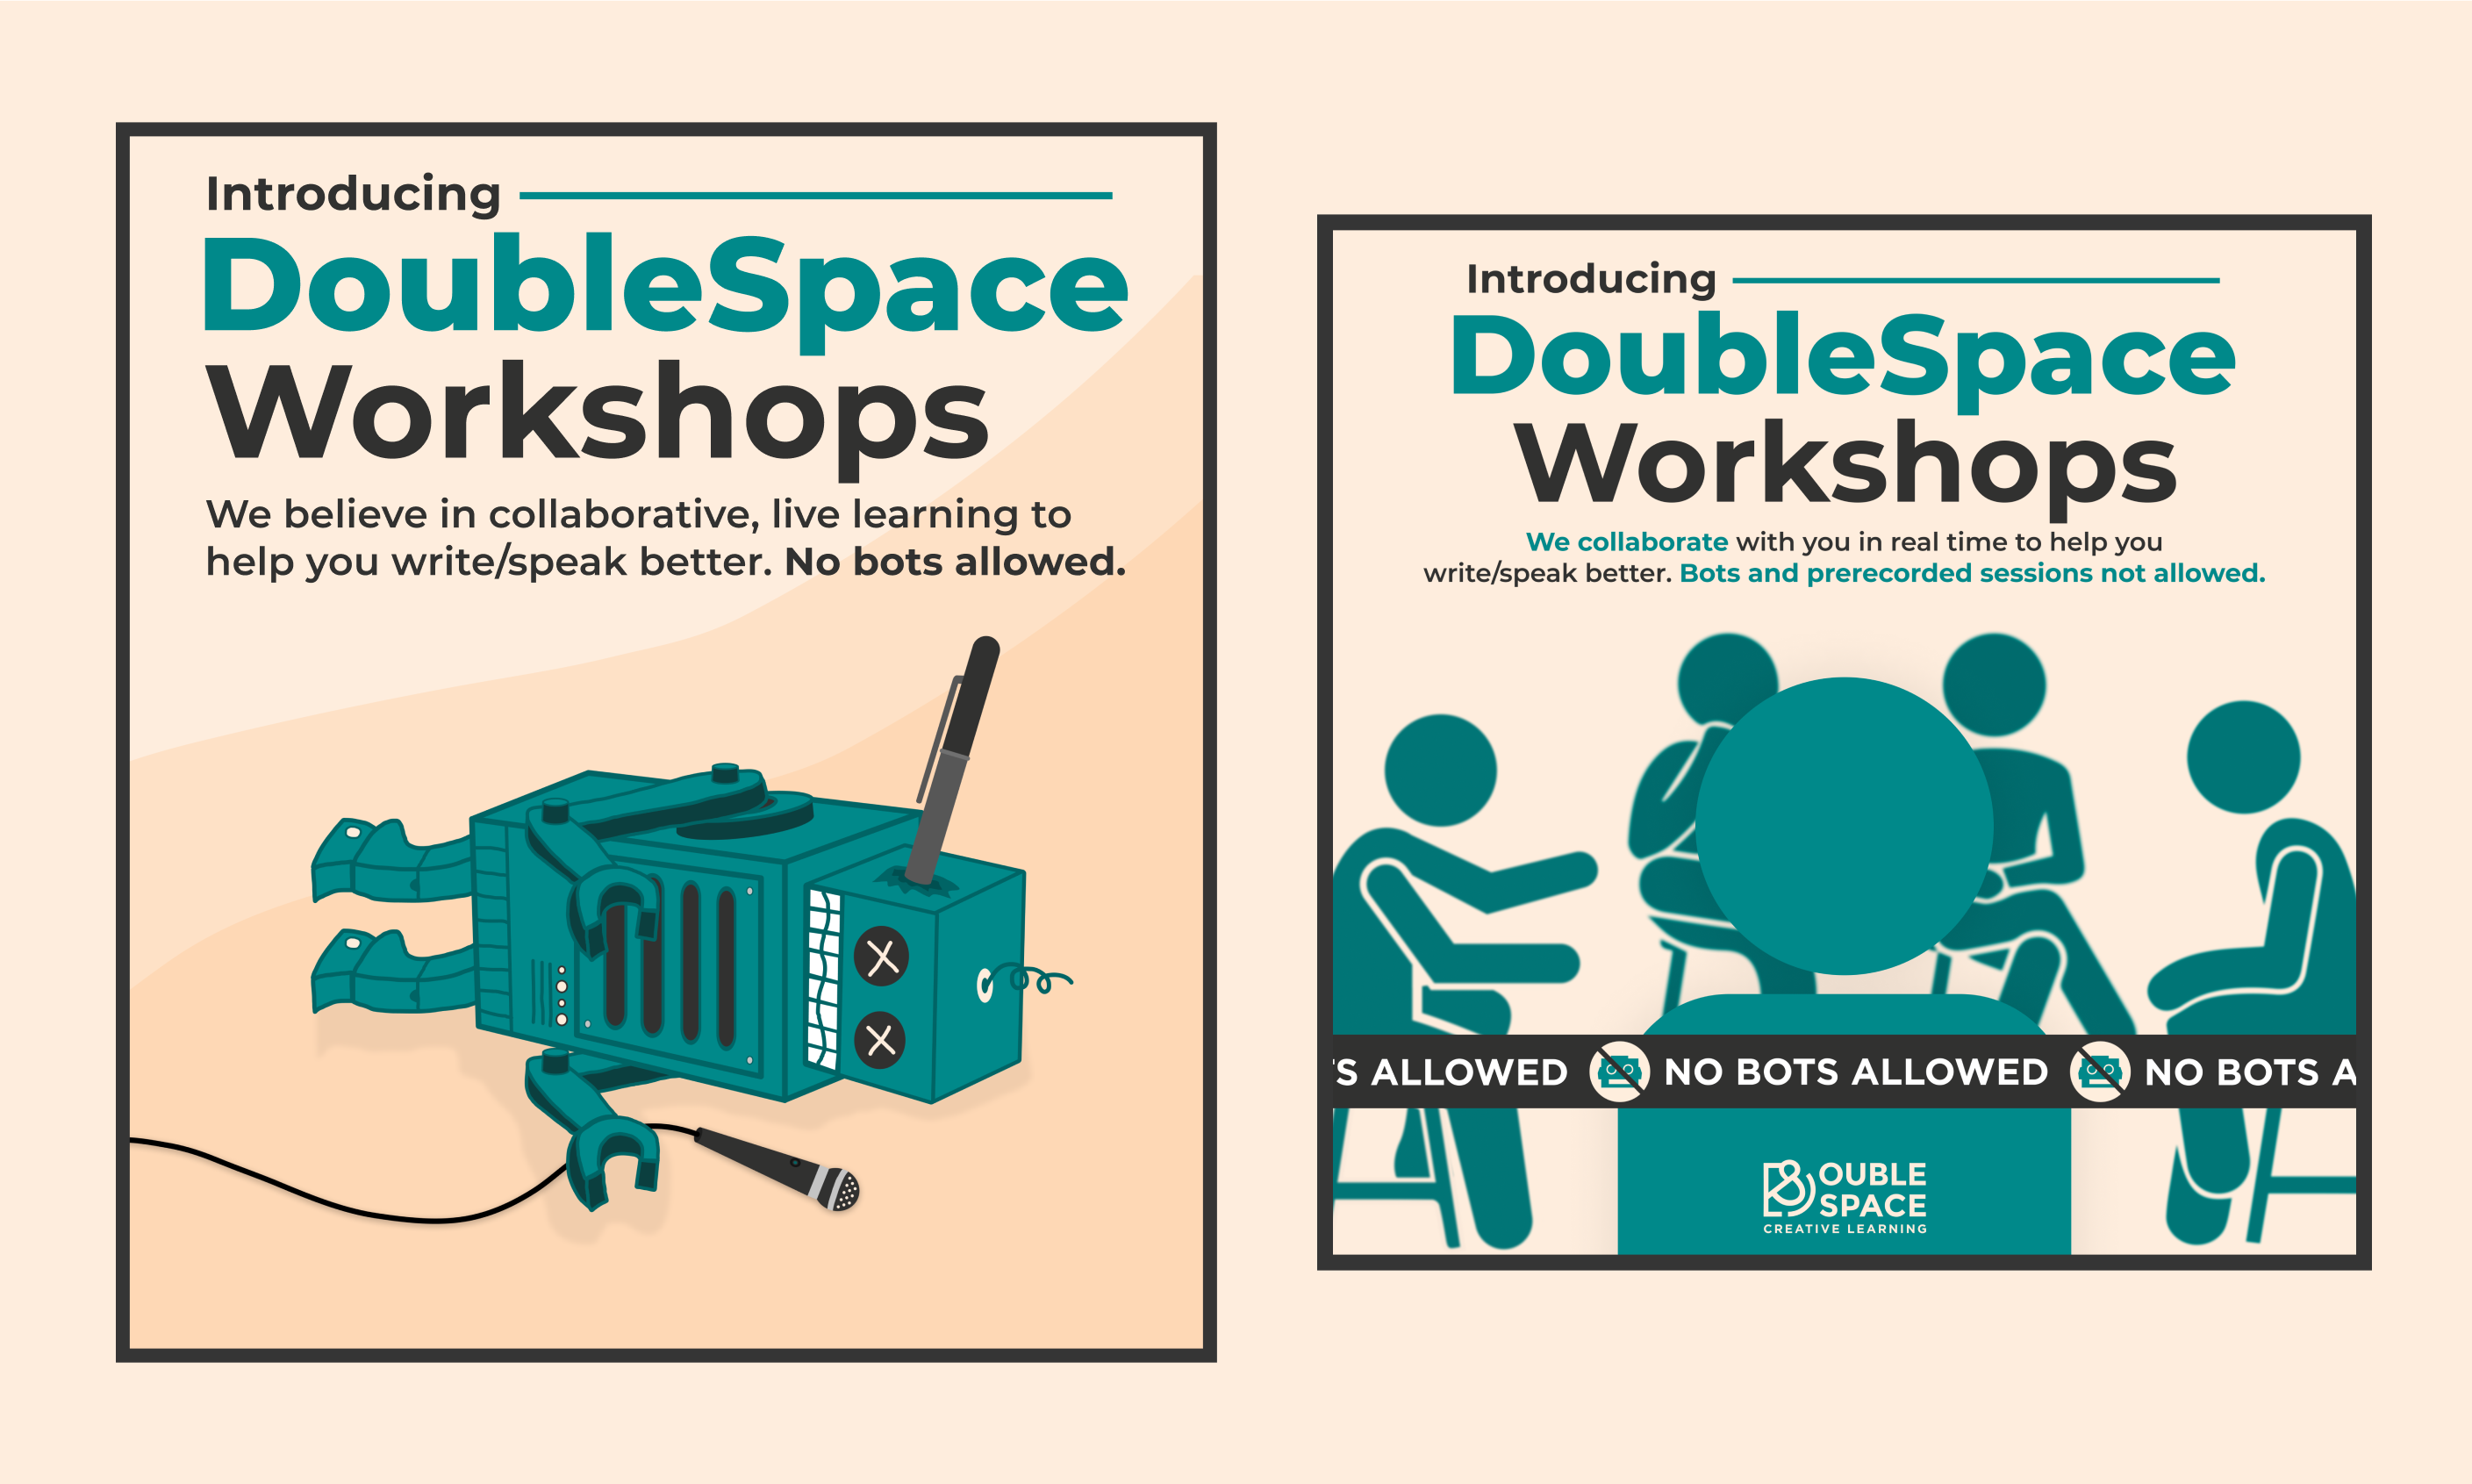 Introducing
DoubleSpace
Workshops
We believe in collaborative, live learning to
help you write/speak better. No bots allowed.
Introducing
DoubleSpace
Workshops
We collaborate with you in real time to help you
write/speak better. Bots and prerecorded sessions not allowed.
'S ALLOWED NO BOTS ALLOWED NO BOTS A
DOUBLE
SPACE
CREATIVE LEARNING